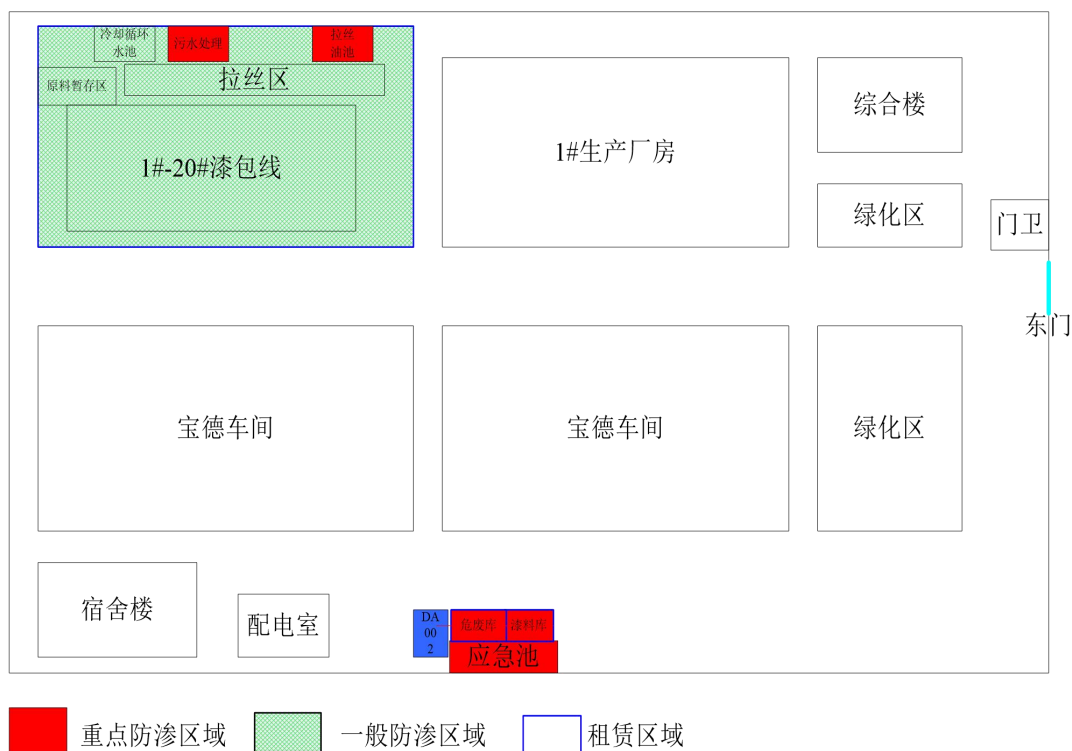 冷却循环
水池
污水处理
拉丝
油池
原料暂存区
拉丝区
1#-20#漆包线
1#生产厂房
综合楼
绿化区
门卫
东门
宝德车间
宝德车间
绿化区
宿舍楼
配电室
DA
00
2
危废库
漆料库
应急池
重点防渗区域
一般防渗区域
租赁区域